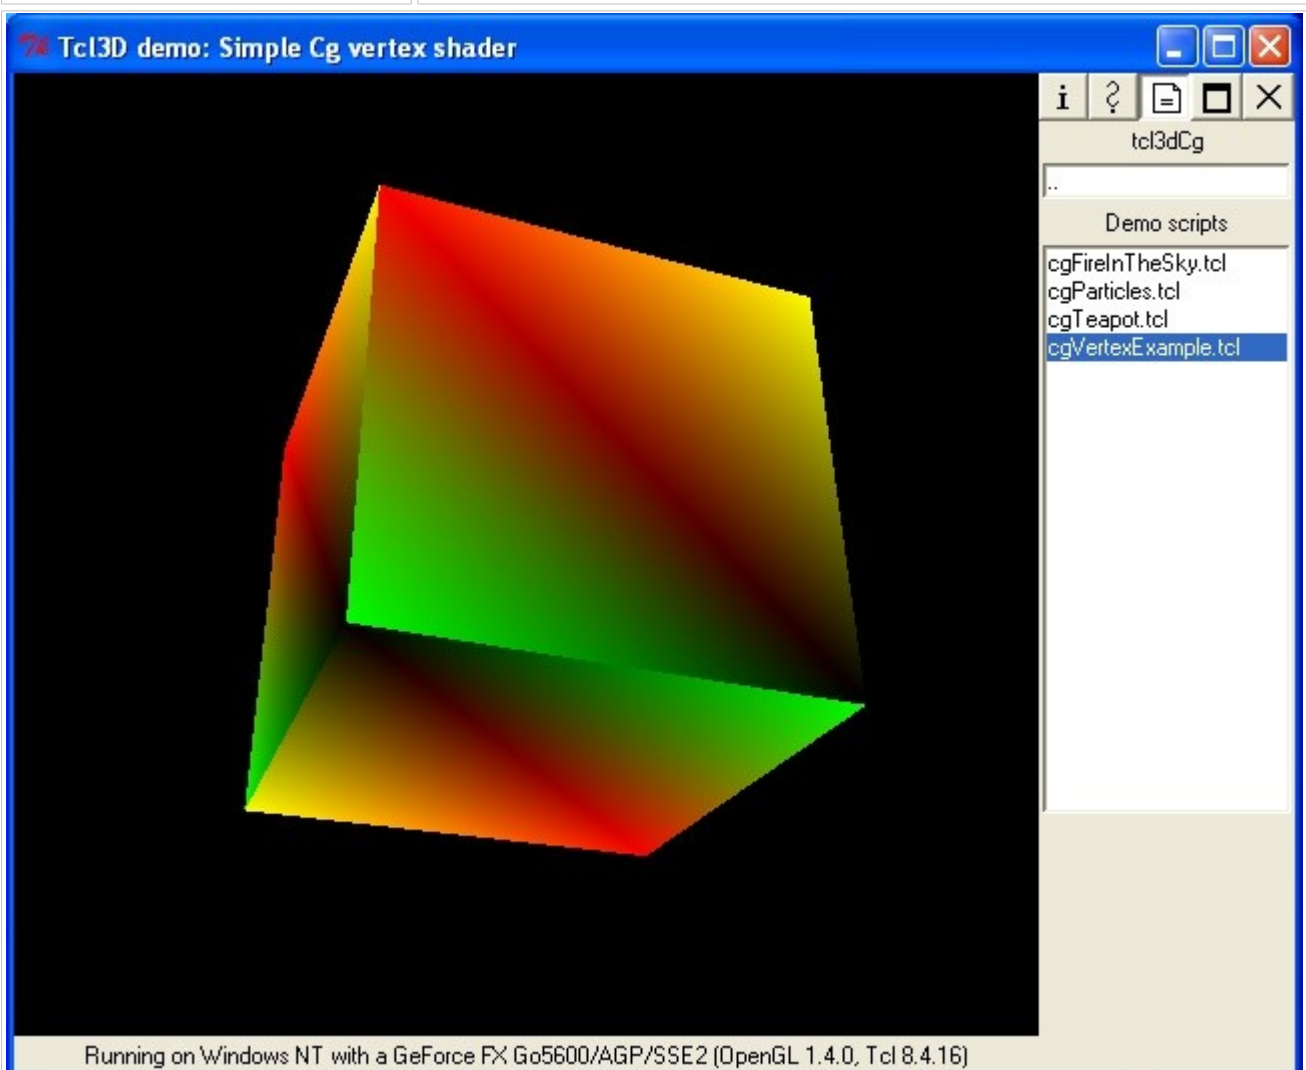 Tcl3D demo: Simple Cg vertex shader
i ?
tcl3dCg
..
Demo scripts
cgFireInTheSky.tcl
cgParticles.tcl
cgTeapot.tcl
cgVertexExample.tcl
Running on Windows NT with a GeForce FX Go5600/AGP/SSE2 (OpenGL 1.4.0, Tcl 8.4.16)